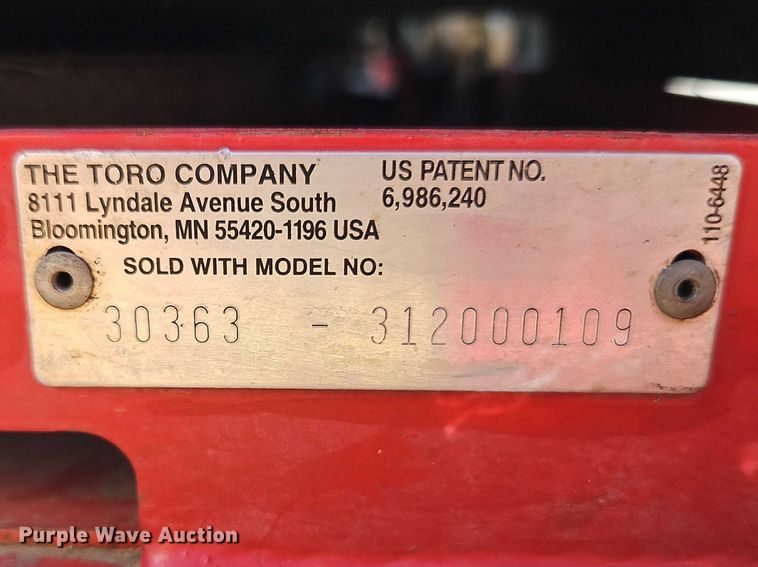 THE TORO COMPANY
8111 Lyndale Avenue South
Bloomington, MN 55420-1196 USA
US PATENT NO.
6,986,240
110-6448
SOLD WITH MODEL NO:
30363 - 312000109
Purple Wave Auction